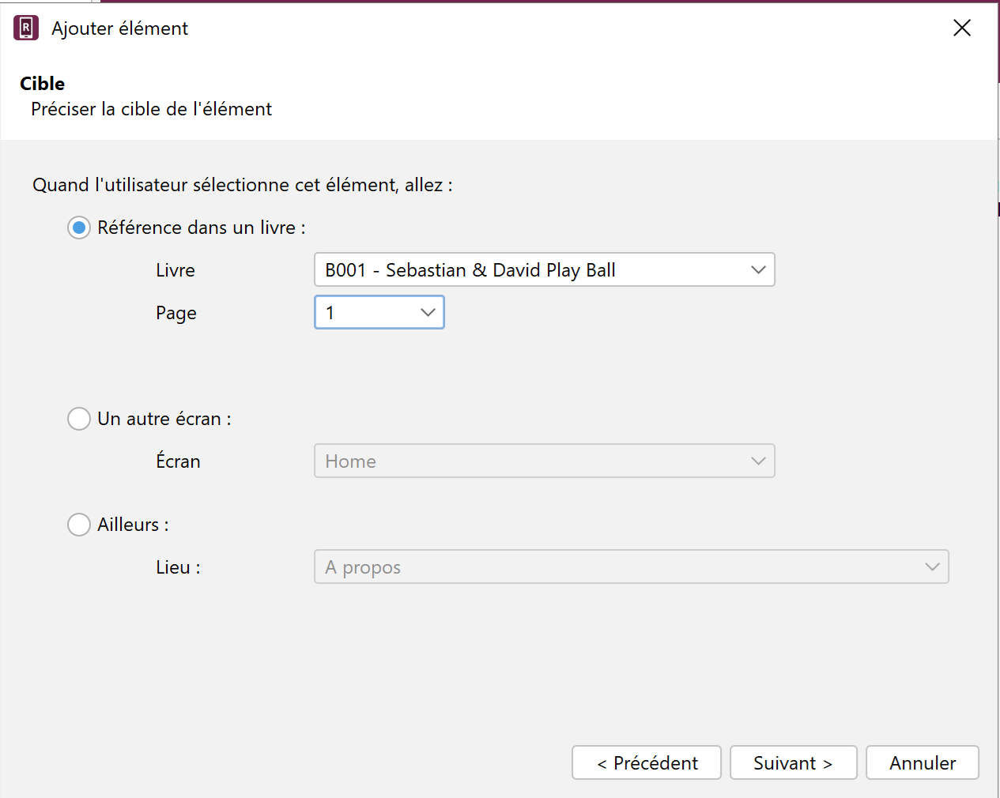 R Ajouter élément
Cible
Préciser la cible de l'élément
Quand l'utilisateur sélectionne cet élément, allez :
Référence dans un livre :
Livre B001 - Sebastian & David Play Ball
Page 1
Un autre écran :
Écran Home
Ailleurs :
Lieu : A propos
< Précédent Suivant > Annuler